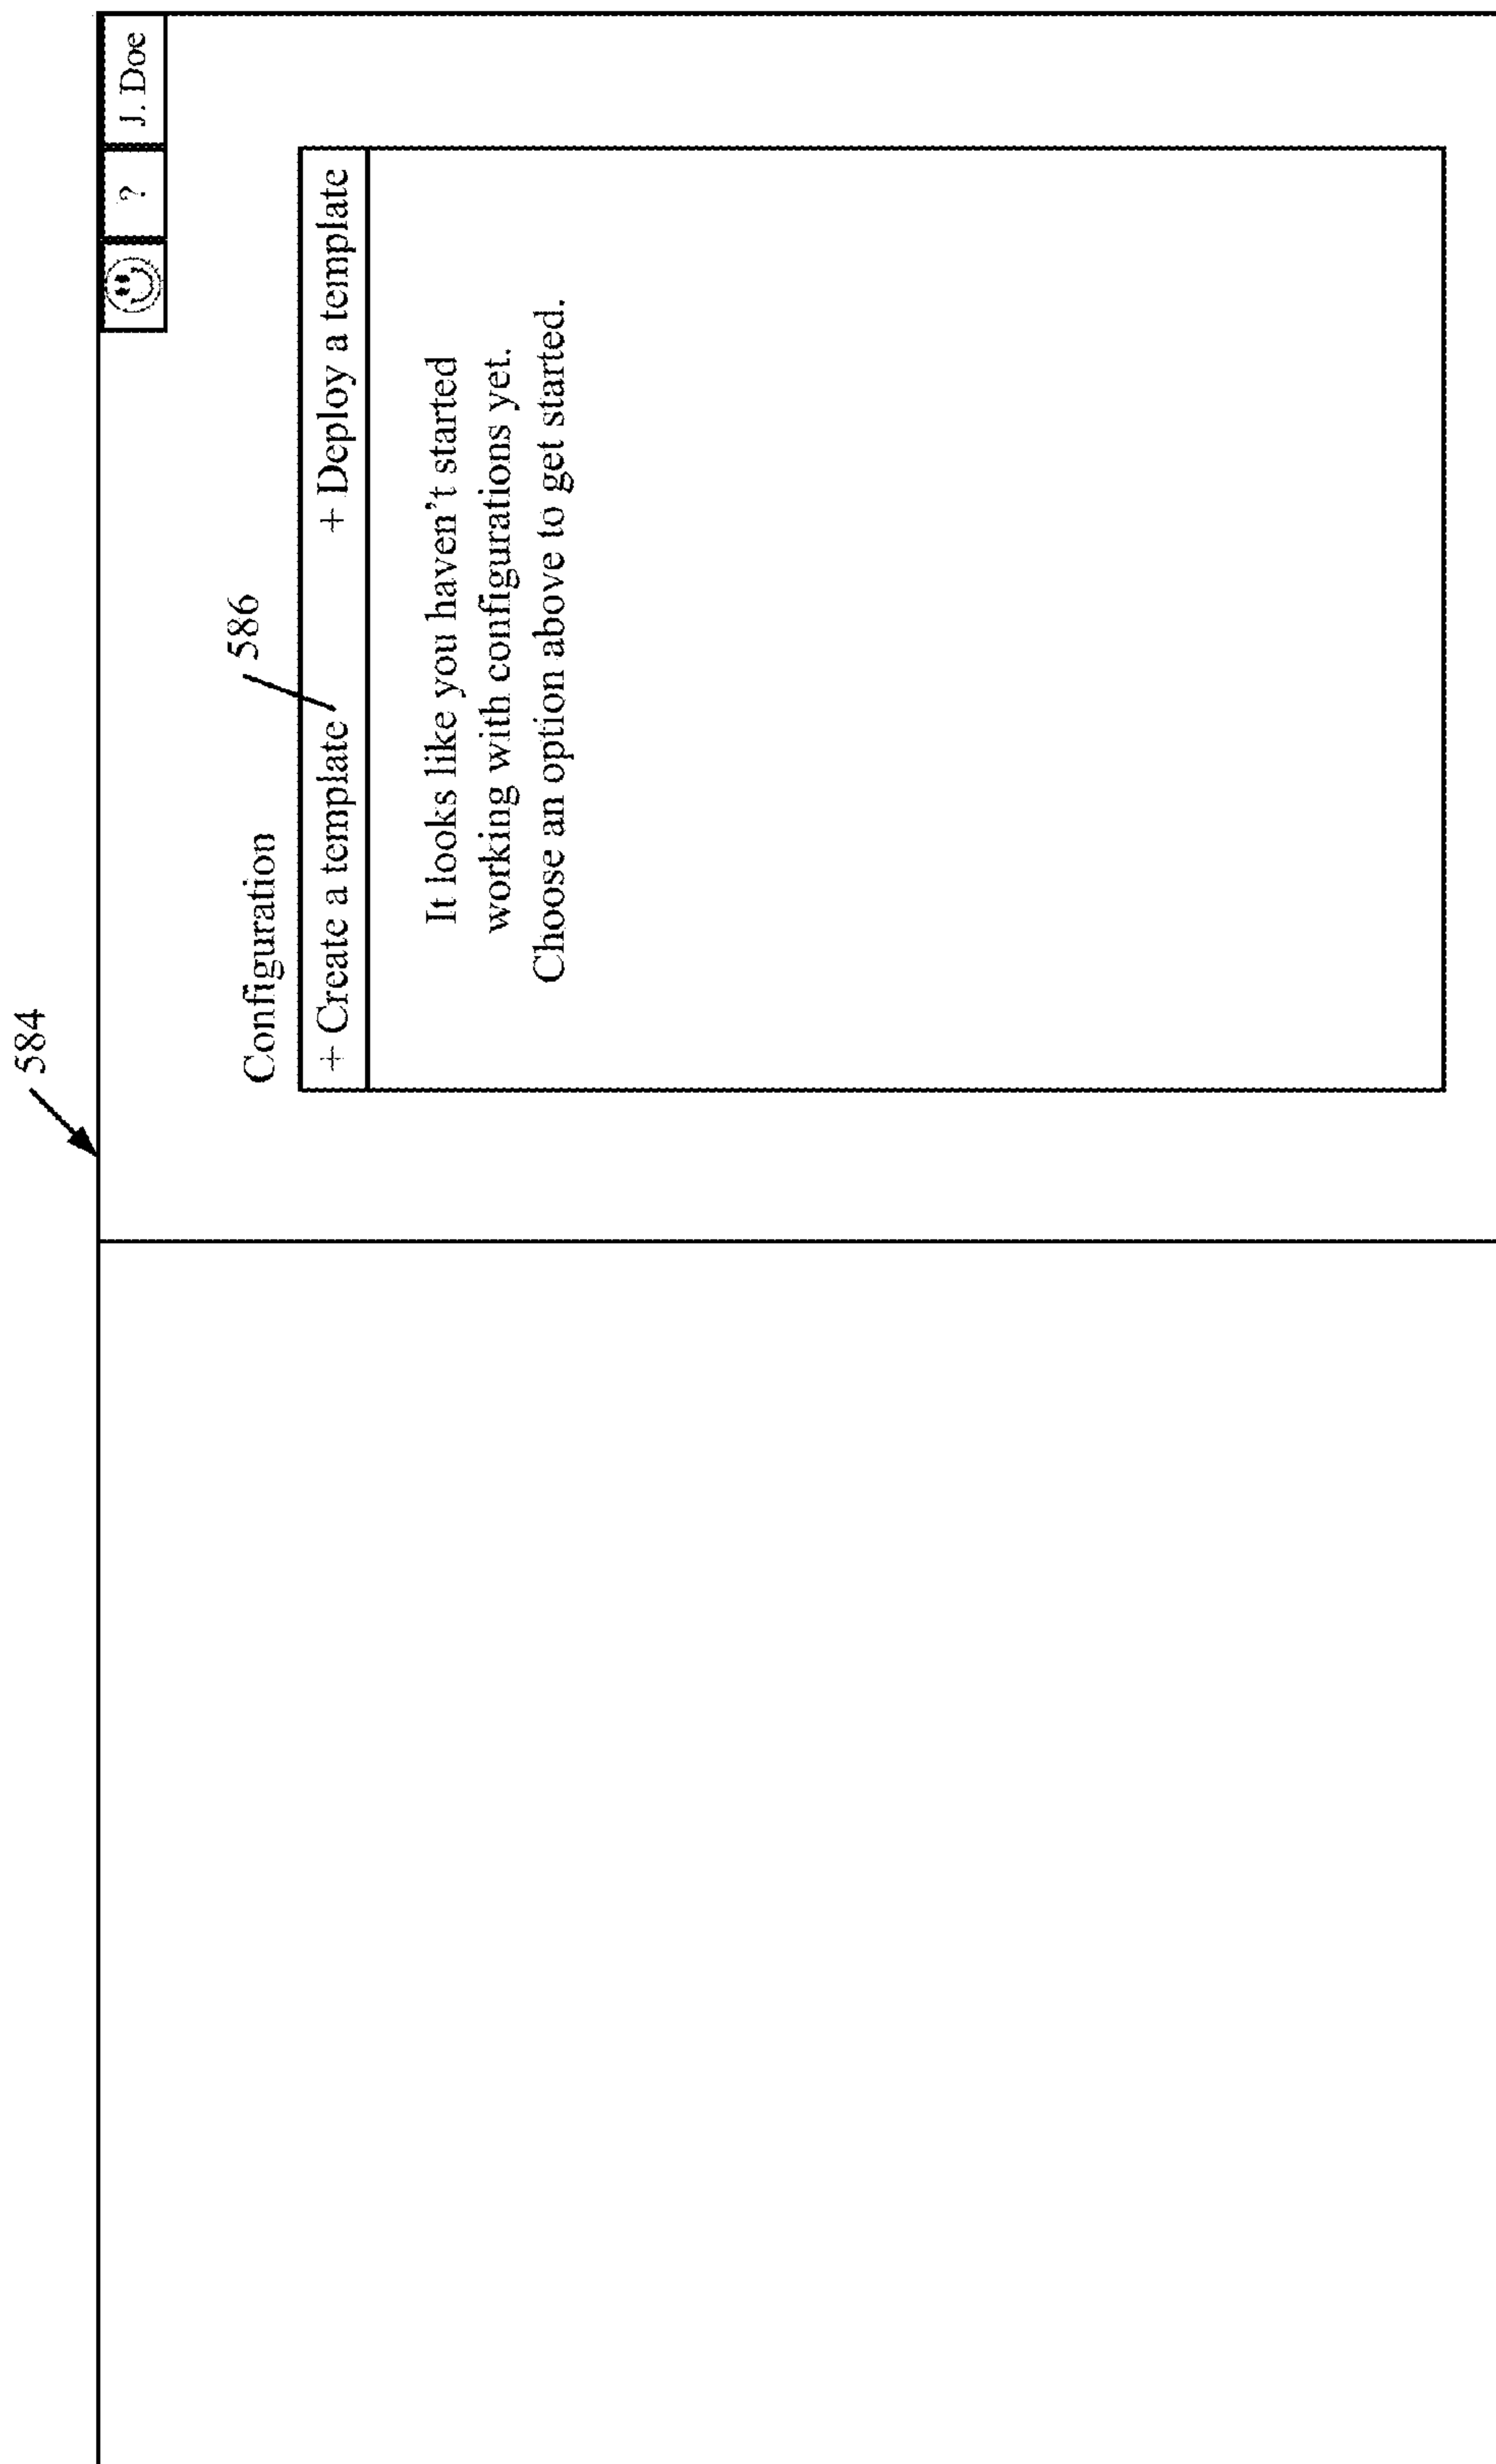 584
? J. Doe
Configuration
586
+ Create a template + Deploy a template
It looks like you haven't started
working with configurations yet.
Choose an option above to get started.